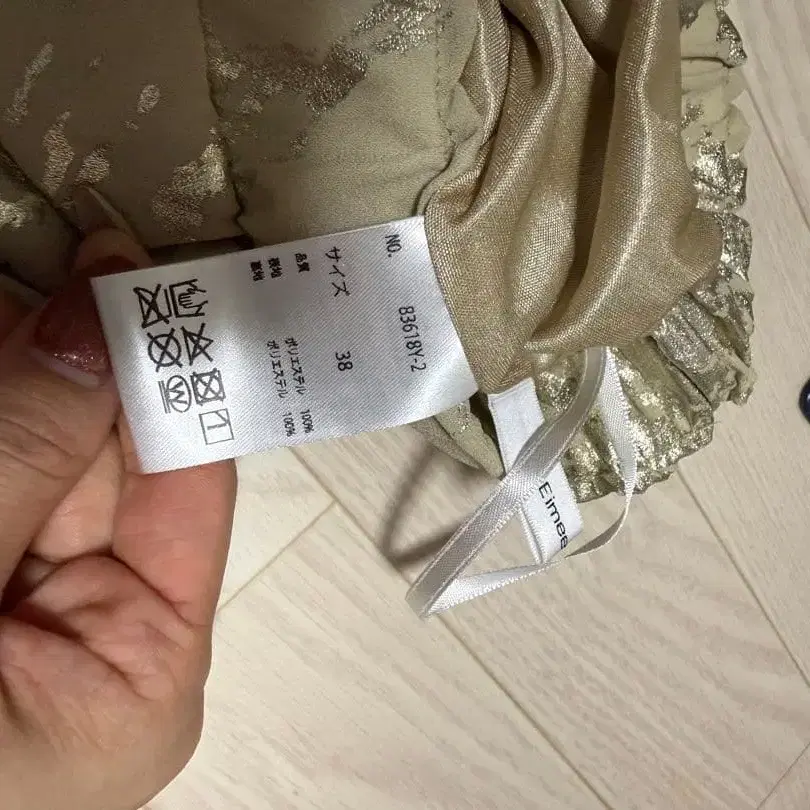 NO. 83618Y-2
サイズ 38
品質
表地 ポリエステル 100%
裏地 ポリエステル 100%
W
Eimee